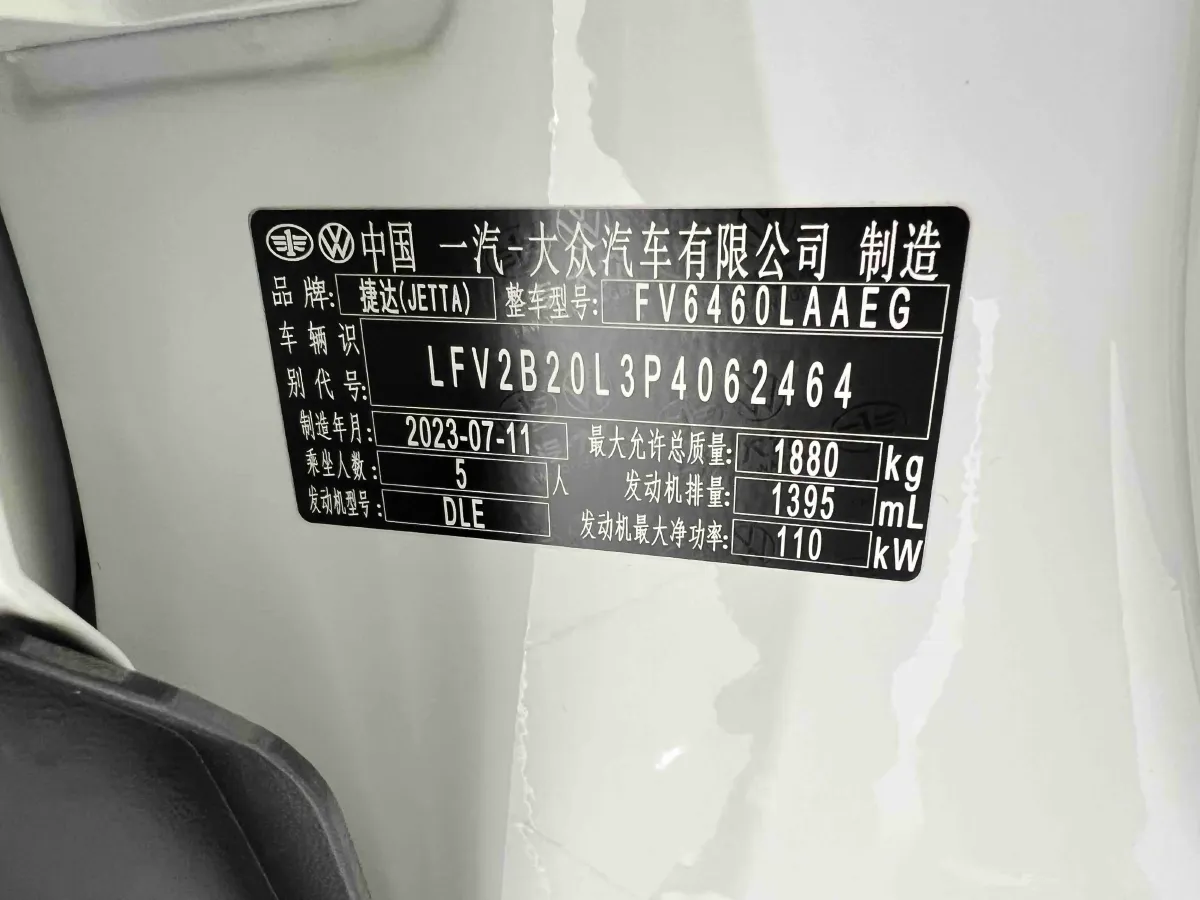 中国 一汽-大众汽车有限公司 制造
品牌: 捷达(JETTA) 整车型号: FV6460LAAEG
车辆识别代号: LFV2B20L3P4062464
制造年月: 2023-07-11 最大允许总质量: 1880 kg
乘坐人数: 5 人 发动机排量: 1395 mL
发动机型号: DLE 发动机最大净功率: 110 kW